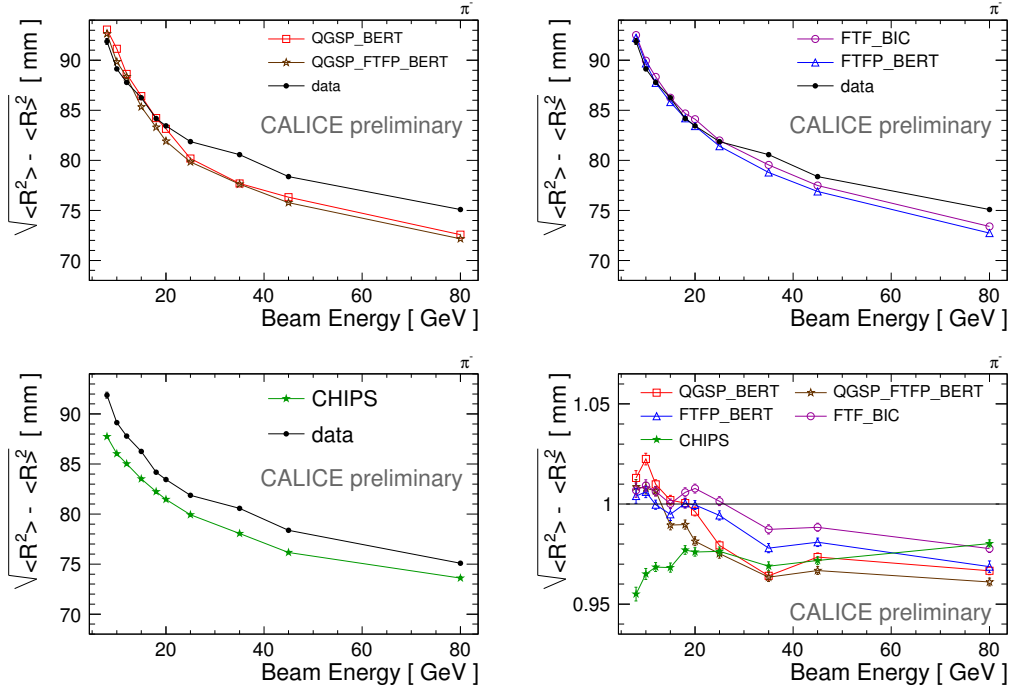 π-
√<R²> - <R>² [ mm ]
90
85
80
75
70
QGSP_BERT
QGSP_FTFP_BERT
data
CALICE preliminary
20 40 60 80
Beam Energy [ GeV ]
π-
√<R²> - <R>² [ mm ]
90
85
80
75
70
FTF_BIC
FTFP_BERT
data
CALICE preliminary
20 40 60 80
Beam Energy [ GeV ]
π-
√<R²> - <R>² [ mm ]
90
85
80
75
70
CHIPS
data
CALICE preliminary
20 40 60 80
Beam Energy [ GeV ]
π-
√<R²> - <R>² [ mm ]
1.05
1
0.95
QGSP_BERT QGSP_FTFP_BERT
FTFP_BERT FTF_BIC
CHIPS
CALICE preliminary
20 40 60 80
Beam Energy [ GeV ]